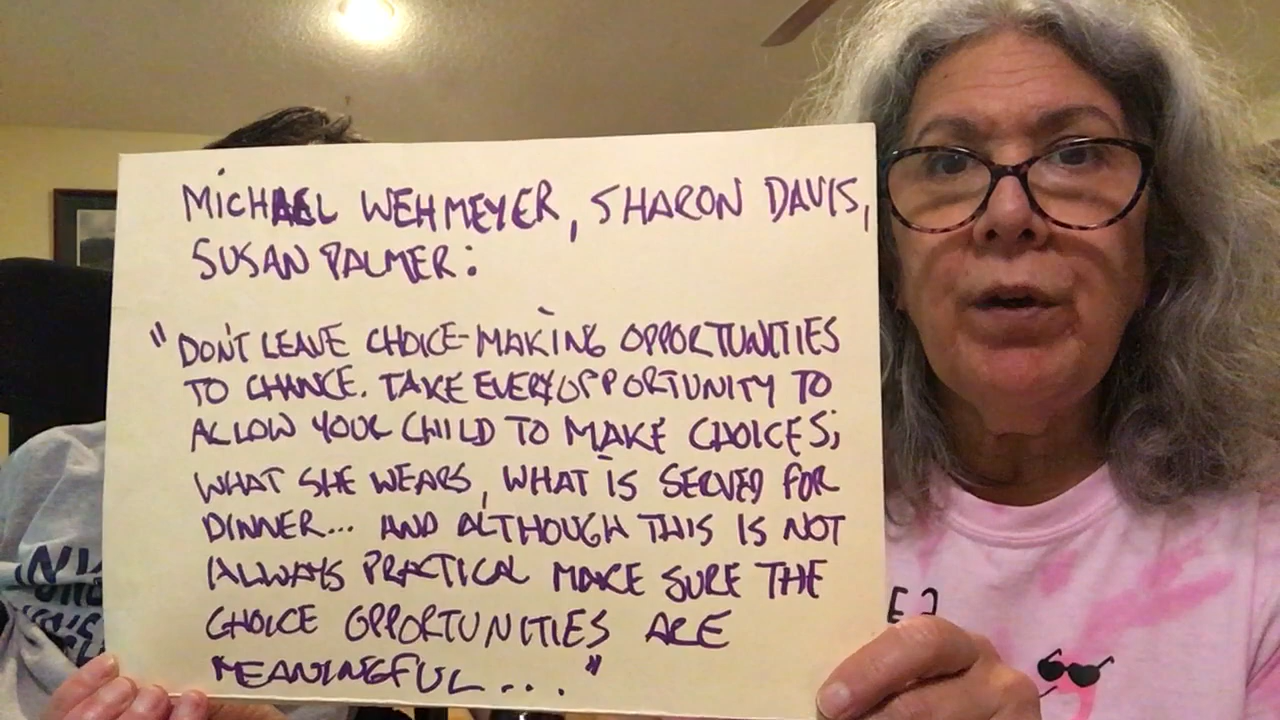 MICHAEL WEHMEYER, SHARON DAVIS,
SUSAN PALMER:
"DON'T LEAVE CHOICE-MAKING OPPORTUNITIES
TO CHANCE. TAKE EVERY OPPORTUNITY TO
ALLOW YOUR CHILD TO MAKE CHOICES;
WHAT SHE WEARS, WHAT IS SERVED FOR
DINNER... AND ALTHOUGH THIS IS NOT
ALWAYS PRACTICAL MAKE SURE THE
CHOICE OPPORTUNITIES ARE
MEANINGFUL...."